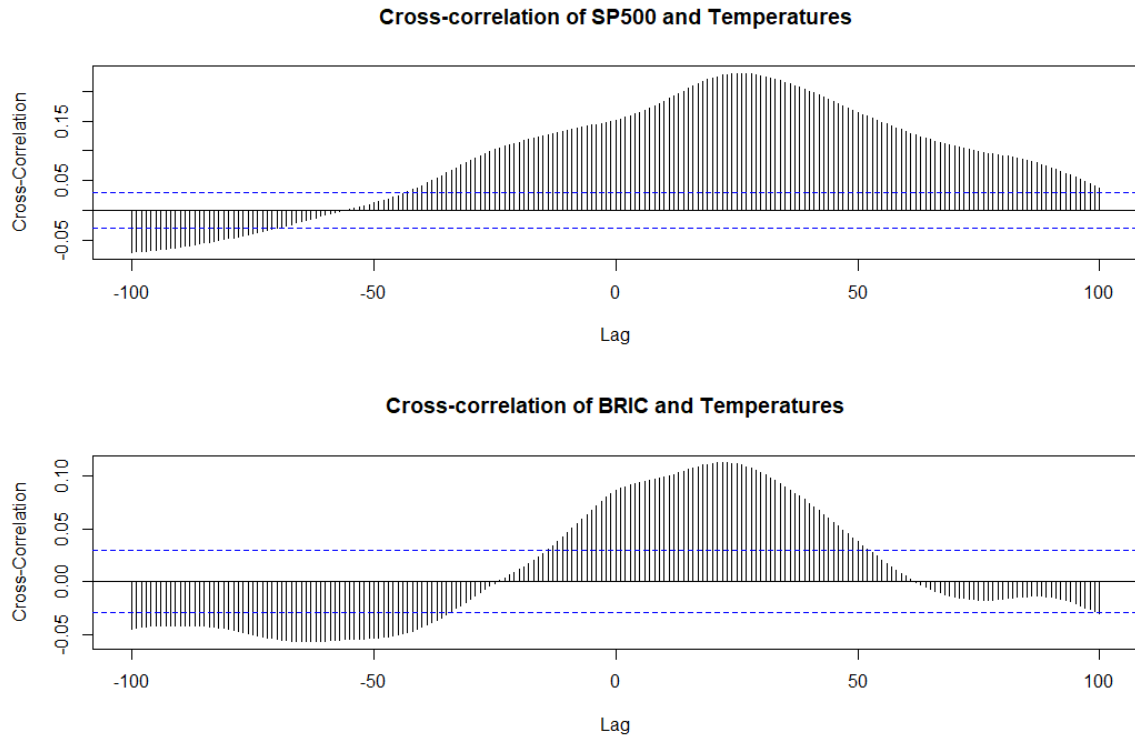 Cross-correlation of SP500 and Temperatures
Cross-Correlation
0.15
0.05
-0.05
-100 -50 0 50 100
Lag
Cross-correlation of BRIC and Temperatures
Cross-Correlation
0.10
0.05
0.00
-0.05
-100 -50 0 50 100
Lag